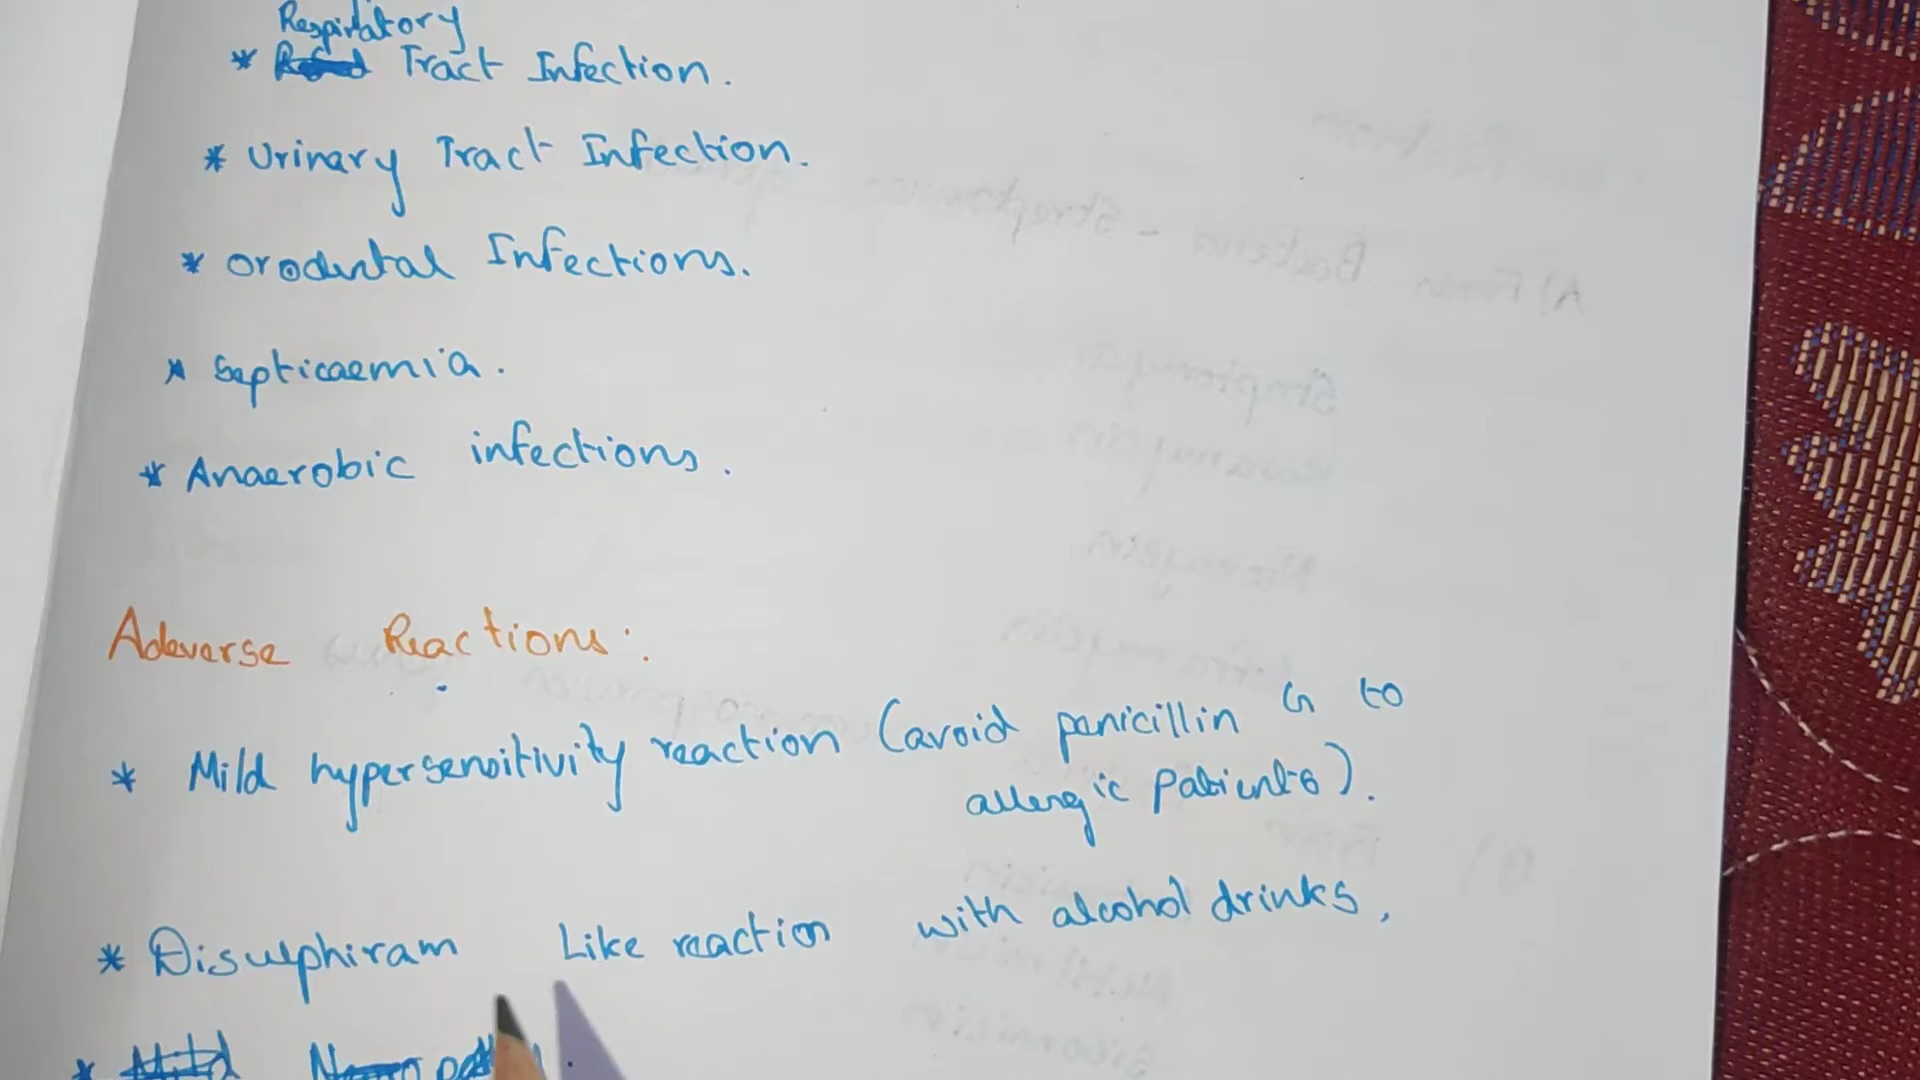 Respiratory
* Tract Infection.
* Urinary Tract Infection.
* Orodental Infections.
* Septicaemia.
* Anaerobic infections.
Adeverse Reactions:
* Mild hypersensitivity reaction (avoid penicillin G to
allergic patients).
* Disulphiram Like reaction with alcohol drinks,
*